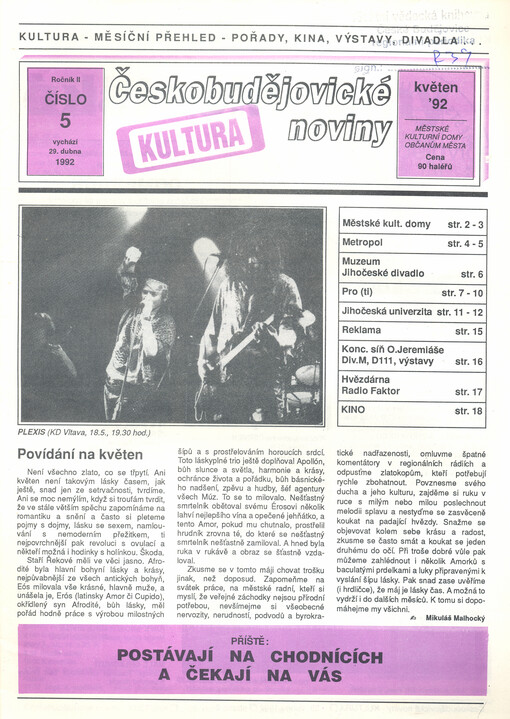 KULTURA - MĚSÍČNÍ PŘEHLED - POŘADY, KINA, VÝSTAVY, DIVADLA . . .
Ročník II
ČÍSLO
5
vychází
29. dubna
1992
Českobudějovické
noviny
KULTURA
květen
'92
MĚSTSKÉ
KULTURNÍ DOMY
OBČANUM MĚSTA
Cena
90 haléřů
Městské kult. domy str. 2 - 3
Metropol str. 4 - 5
Muzeum
Jihočeské divadlo str. 6
Pro (ti) str. 7 - 10
Jihočeská univerzita str. 11 - 12
Reklama str. 15
Konc. síň O.Jeremiáše
Div.M, D111, výstavy str. 16
Hvězdárna
Radio Faktor str. 17
KINO str. 18
PLEXIS (KD Vltava, 18.5., 19.30 hod.)
Povídání na květen
Není všechno zlato, co se třpytí. Ani
květen není takovým lásky časem, jak
ještě, snad jen ze setrvačnosti, tvrdíme.
Ani se moc nemýlím, když si troufám tvrdit,
že ve stále větším spěchu zapomínáme na
romantiku a snění a často si pleteme
pojmy s dojmy, lásku se sexem, namlou-
vání s nemoderním přežitkem, ti
nejpovrchnější pak revoluci s ovulací a
někteří možná i hodinky s holínkou. Škoda.
Staří Řekové měli ve věci jasno. Afro-
dité byla hlavní bohyní lásky a krásy,
nejpůvabnější ze všech antických bohyň,
Erós milovala vše krásné, hlavně muže, a
unášela je, Erós (latinsky Amor či Cupido),
okřídlený syn Afrodité, bůh lásky, měl
pořád hodně práce s výrobou milostných
šípů a s prostřelováním horoucích srdcí.
Toto láskyplné trio ještě doplňoval Apollón,
bůh slunce a světla, harmonie a krásy,
ochránce života a pořádku, bůh básnické-
ho nadšení, zpěvu a hudby, šéf agentury
všech Múz. To se to milovalo. Nešťastný
smrtelník obětoval svému Érosovi několik
lahví nejlepšího vína a opečené jehňátko, a
tento Amor, pokud mu chutnalo, prostřelil
hrudník zrovna té, do které se nešťastný
smrtelník nešťastně zamiloval. A hned byla
ruka v rukávě a obraz se šťastně vzda-
loval.
Zkusme se v tomto máji chovat trošku
jinak, než doposud. Zapomeňme na
svátek práce, na městské radní, kteří si
myslí, že veřejné záchodky nejsou přírodní
potřebou, nevšímejme si všeobecné
nervozity, nerudnosti, podvodů a byrokra-
tické nadřazenosti, omluvme špatné
komentátory v regionálních rádiích a
odpusťme zlatokopům, kteří potřebují
rychle zbohatnout. Povznesme svého
ducha a jeho kulturu, zajděme si ruku v
ruce s milým nebo milou poslechnout
melodii splavu a nestyďme se zasvěceně
koukat na padající hvězdy. Snažme se
objevovat kolem sebe krásu a radost,
zkusme se často smát a koukat se jeden
druhému do očí. Při troše dobré vůle pak
můžeme zahlédnout i několik Amorků s
baculatými prdelkami a luky připravenými k
vyslání šípu lásky. Pak snad zase uvěříme
(i hrdličce), že máj je lásky čas. A možná to
vydrží i do dalších měsíců. K tomu si dopo-
máhejme my všichni.
Mikuláš Malhocký
PŘÍŠTĚ:
POSTÁVAJÍ NA CHODNÍCÍCH
A ČEKAJÍ NA VÁS